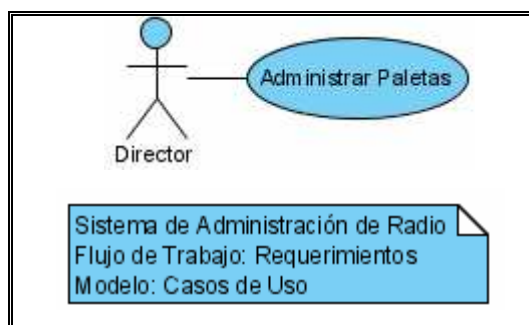 Administrar Paletas
Director
Sistema de Administración de Radio
Flujo de Trabajo: Requerimientos
Modelo: Casos de Uso